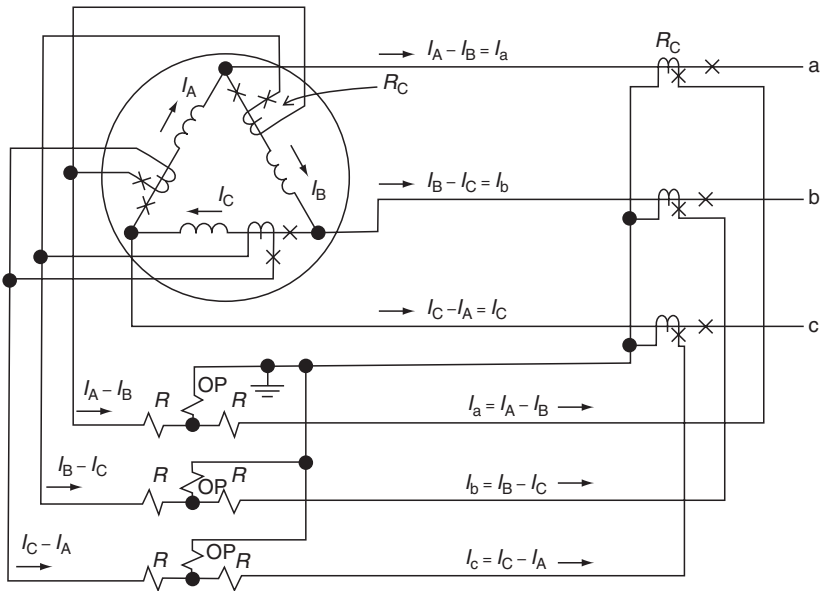 I_A – I_B = I_a
R_C
a
I_A
R_C
I_B
I_C
I_B – I_C = I_b
b
I_C – I_A = I_C
c
I_A – I_B
R
OP
R
I_a = I_A – I_B
I_B – I_C
R
OP
R
I_b = I_B – I_C
I_C – I_A
R
OP
R
I_c = I_C – I_A